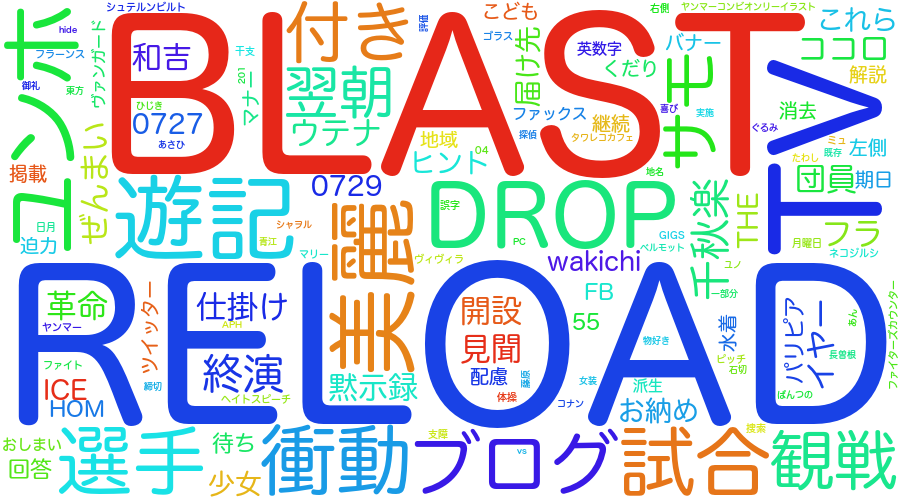 シュテルンビルト
ユンホ
hide
フラーンス
御礼
東方
ヴァンガード
BLAST
和吉
ひじき
0727
あさひ
干支
201
マナー
付き
翌朝
ウテナ
評価
こども
ゴラス
届け先
英数字
くだり
ファックス
継続
タワレコカフェ
探偵
地域
ヒント
04
右側
ヤンマーコンピオンリーイラスト
バナー
サモ
喜び
実施
ぐるみ
地名
これら
ココロ
解説
消去
ミュ
既存
左側
たわし
団員
期日
TV
掲載
ぜんまい
日月
迫力
遊記
シャヲル
青江
マリー
0729
美麗
DROP
誤字
PC
ヴィヴィラ
wakichi
GIGS
ベルモット
千秋楽
THE
ユノ
一部分
フラ
月曜日
ネコジルシ
RELOAD
革命
ヤンマー
ツイッター
仕掛け
APH
終演
ファイト
ICE
HOM
締切
ヘイトスピーチ
黙示録
開設
見聞
配慮
体操
FB
55
物好き
女装
コナン
派生
お納め
水着
ピッチ
石切
パリピア
イヤー
あん
長曽根
ぱんつの
ファイターズカウンター
おしまい
回答
選手
待ち
少女
衝動
支障
ブログ
vs
試合
捜索
観戦